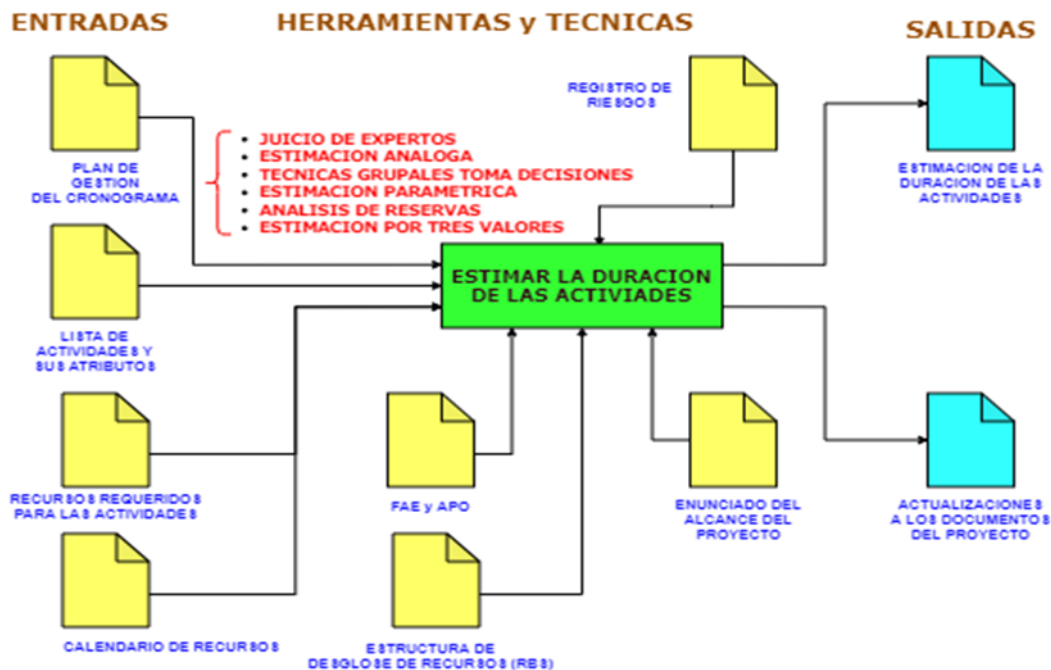 ENTRADAS
HERRAMIENTAS y TECNICAS
SALIDAS
PLAN DE
GESTION
DEL CRONOGRAMA
• JUICIO DE EXPERTOS
• ESTIMACION ANALOGA
• TECNICAS GRUPALES TOMA DECISIONES
• ESTIMACION PARAMETRICA
• ANALISIS DE RESERVAS
• ESTIMACION POR TRES VALORES
REGISTRO DE
RIESGOS
ESTIMACION DE LA
DURACION DE LAS
ACTIVIDADES
LISTA DE
ACTIVIDADES Y
SUS ATRIBUTOS
ESTIMAR LA DURACION
DE LAS ACTIVIADES
RECURSOS REQUERIDOS
PARA LAS ACTIVIDADES
FAE y APO
ENUNCIADO DEL
ALCANCE DEL
PROYECTO
ACTUALIZACIONES
A LOS DOCUMENTOS
DEL PROYECTO
CALENDARIO DE RECURSOS
ESTRUCTURA DE
DESGLOSE DE RECURSOS (RBS)